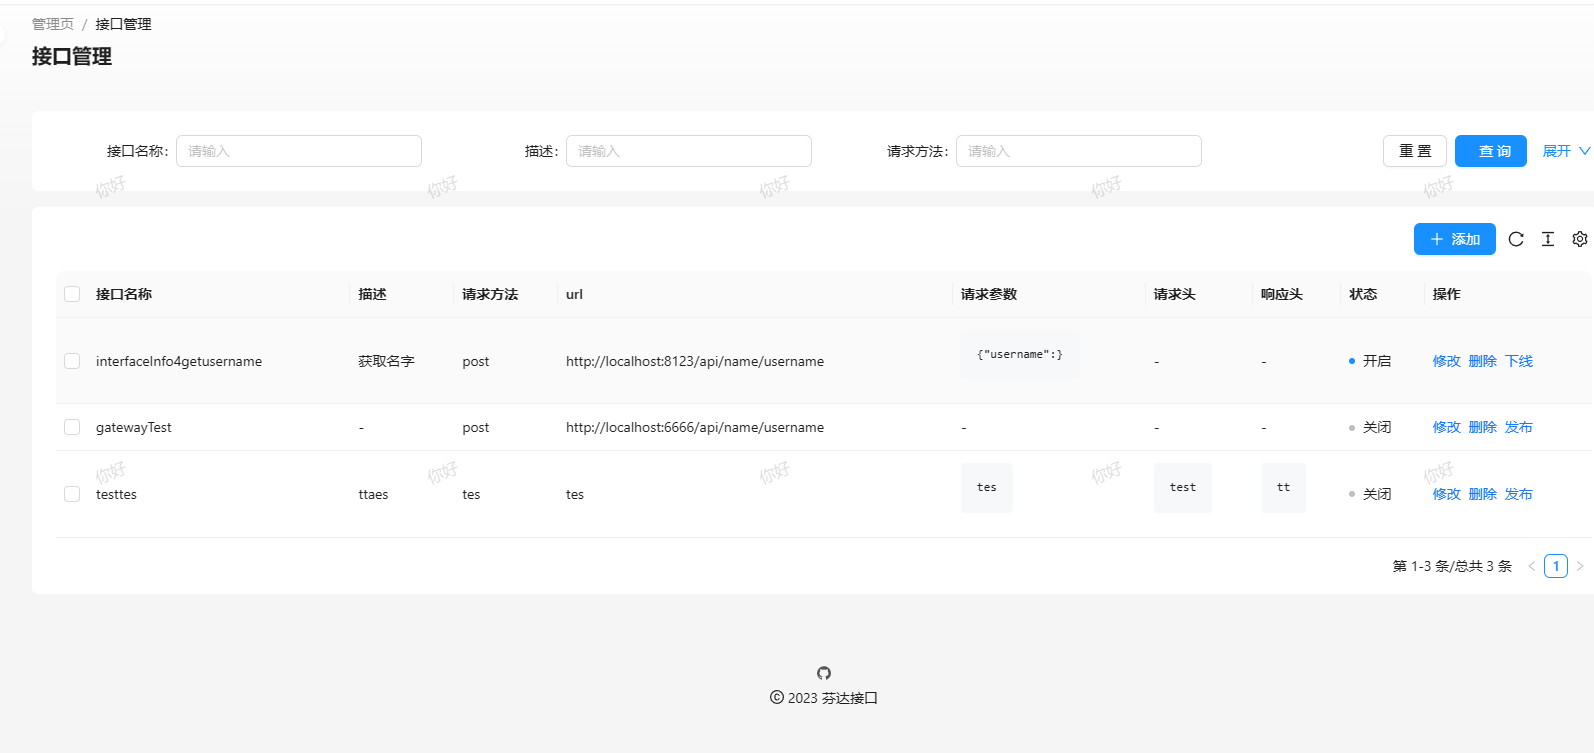 管理页 / 接口管理
接口管理
接口名称: 请输入 描述: 请输入 请求方法: 请输入 重 置 查 询 展开
你好 你好 你好 你好 你好
添加
接口名称 描述 请求方法 url 请求参数 请求头 响应头 状态 操作
interfaceInfo4getusername 获取名字 post http://localhost:8123/api/name/username {"username":} - - 开启 修改 删除 下线
gatewayTest - post http://localhost:6666/api/name/username - - - 关闭 修改 删除 发布
你好 你好 你好 你好 你好
testtes ttaes tes tes tes test tt 关闭 修改 删除 发布
第 1-3 条/总共 3 条 < 1 >
© 2023 芬达接口